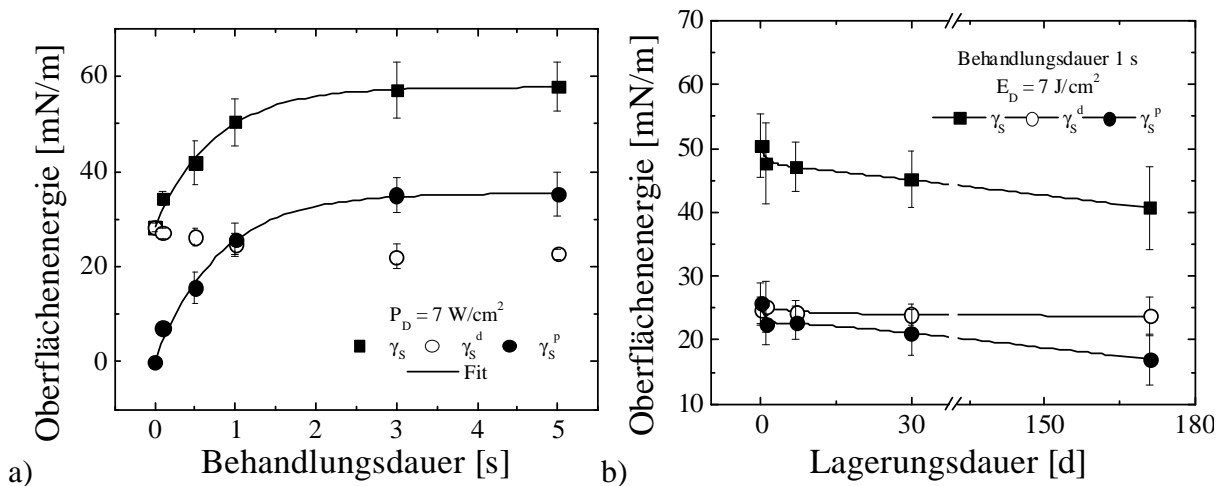 60
40
20
0
0 1 2 3 4 5
Oberflächenenergie [mN/m]
P_D = 7 W/cm²
γ_S γ_S^d γ_S^p
Fit
Behandlungsdauer [s]
a)
70
60
50
40
30
20
10
0 30 150 180
Oberflächenenergie [mN/m]
Behandlungsdauer 1 s
E_D = 7 J/cm²
γ_S γ_S^d γ_S^p
Lagerungsdauer [d]
b)